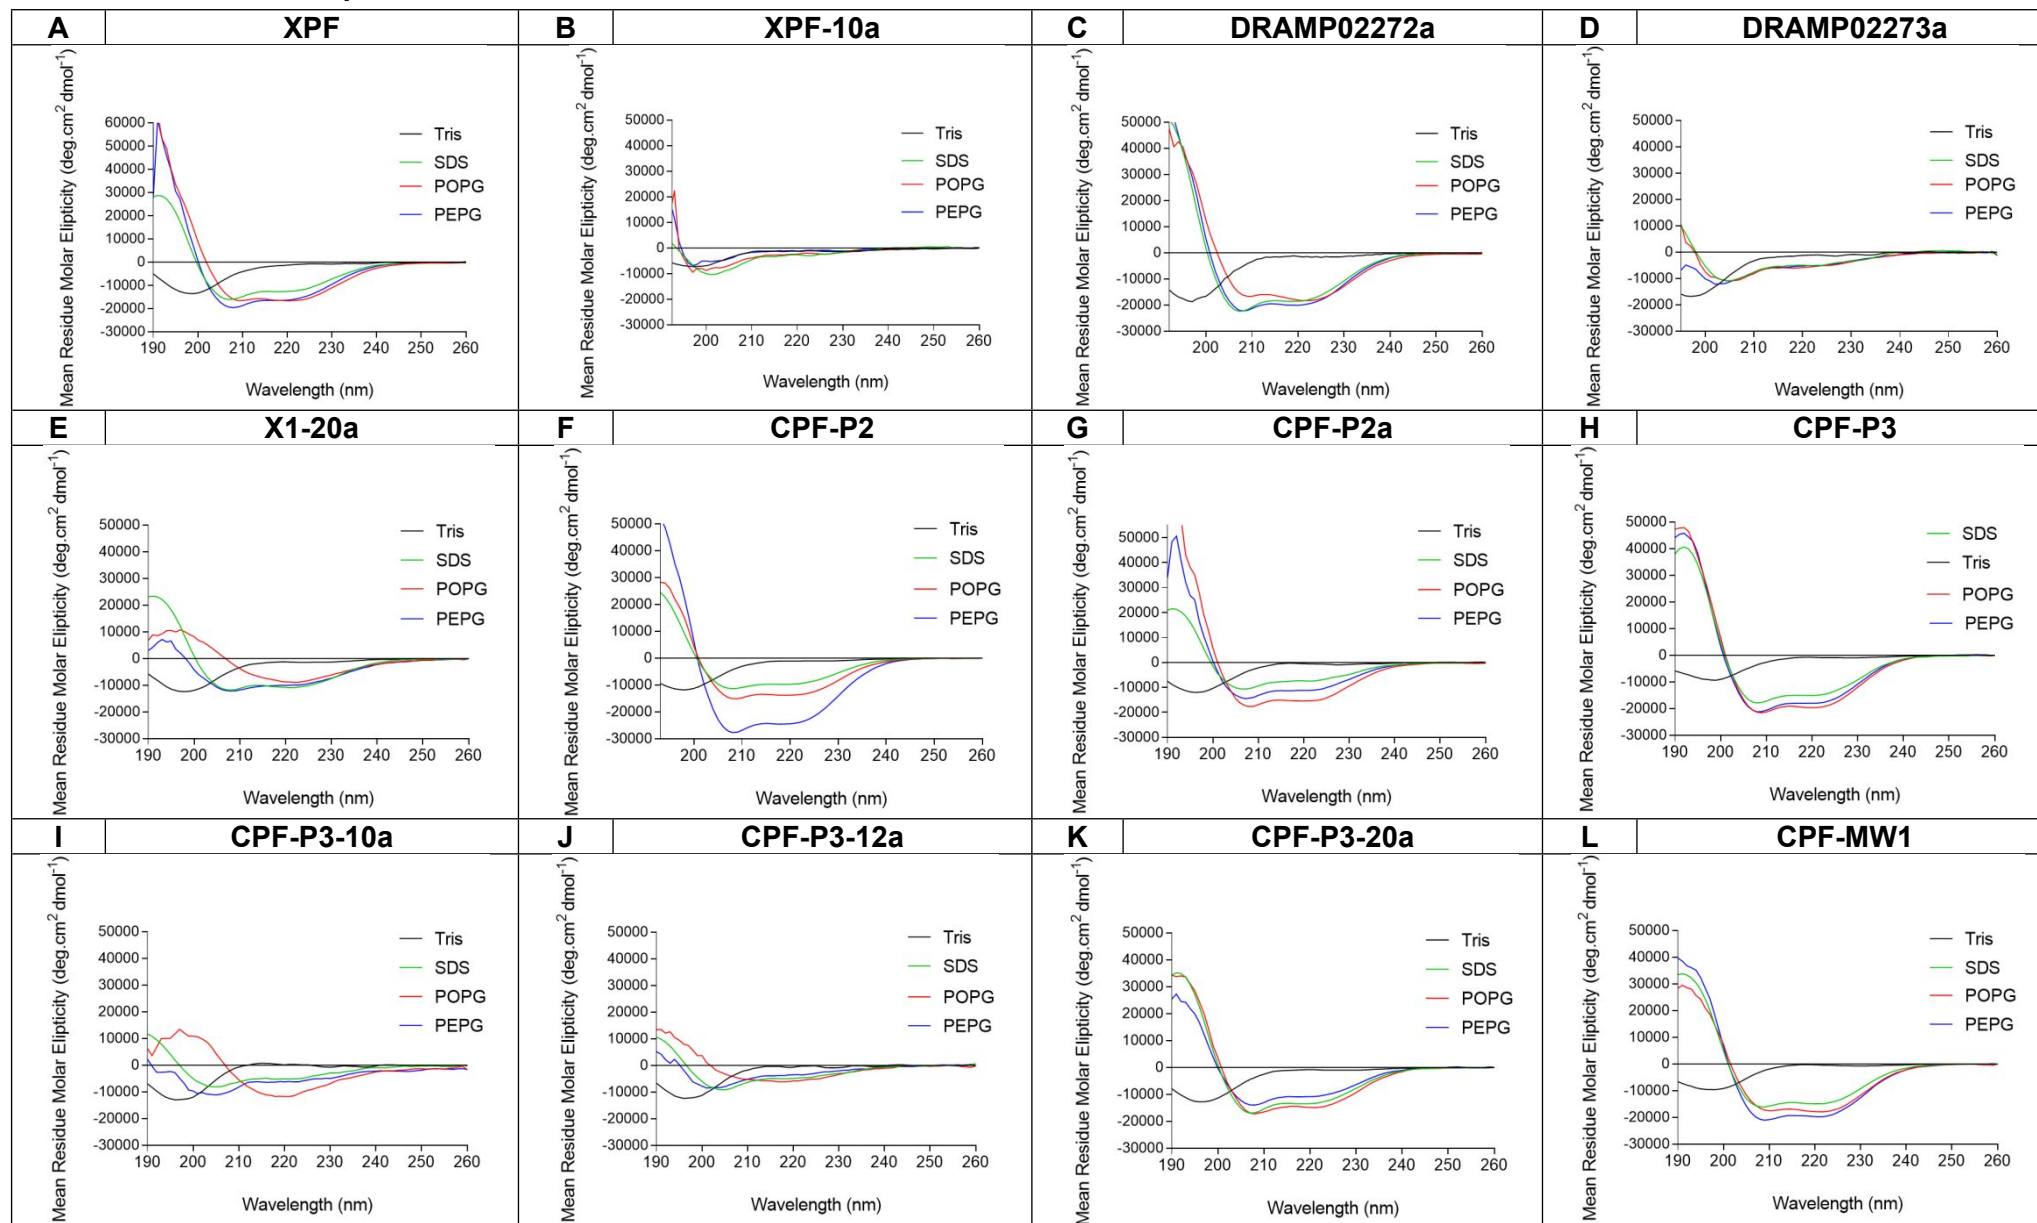 A XPF
Mean Residue Molar Elipticity (deg.cm² dmol⁻¹)
60000
50000
40000
30000
20000
10000
0
-10000
-20000
-30000
190 200 210 220 230 240 250 260
Wavelength (nm)
Tris
SDS
POPG
PEPG
B XPF-10a
Mean Residue Molar Elipticity (deg.cm² dmol⁻¹)
50000
40000
30000
20000
10000
0
-10000
-20000
-30000
200 210 220 230 240 250 260
Wavelength (nm)
Tris
SDS
POPG
PEPG
C DRAMP02272a
Mean Residue Molar Elipticity (deg.cm² dmol⁻¹)
50000
40000
30000
20000
10000
0
-10000
-20000
-30000
200 210 220 230 240 250 260
Wavelength (nm)
Tris
SDS
POPG
PEPG
D DRAMP02273a
Mean Residue Molar Elipticity (deg.cm² dmol⁻¹)
50000
40000
30000
20000
10000
0
-10000
-20000
-30000
200 210 220 230 240 250 260
Wavelength (nm)
Tris
SDS
POPG
PEPG
E X1-20a
Mean Residue Molar Elipticity (deg.cm² dmol⁻¹)
50000
40000
30000
20000
10000
0
-10000
-20000
-30000
190 200 210 220 230 240 250 260
Wavelength (nm)
Tris
SDS
POPG
PEPG
F CPF-P2
Mean Residue Molar Elipticity (deg.cm² dmol⁻¹)
50000
40000
30000
20000
10000
0
-10000
-20000
-30000
200 210 220 230 240 250 260
Wavelength (nm)
Tris
SDS
POPG
PEPG
G CPF-P2a
Mean Residue Molar Elipticity (deg.cm² dmol⁻¹)
50000
40000
30000
20000
10000
0
-10000
-20000
-30000
190 200 210 220 230 240 250 260
Wavelength (nm)
Tris
SDS
POPG
PEPG
H CPF-P3
Mean Residue Molar Elipticity (deg.cm² dmol⁻¹)
50000
40000
30000
20000
10000
0
-10000
-20000
-30000
190 200 210 220 230 240 250 260
Wavelength (nm)
SDS
Tris
POPG
PEPG
I CPF-P3-10a
Mean Residue Molar Elipticity (deg.cm² dmol⁻¹)
50000
40000
30000
20000
10000
0
-10000
-20000
-30000
190 200 210 220 230 240 250 260
Wavelength (nm)
Tris
SDS
POPG
PEPG
J CPF-P3-12a
Mean Residue Molar Elipticity (deg.cm² dmol⁻¹)
50000
40000
30000
20000
10000
0
-10000
-20000
-30000
190 200 210 220 230 240 250 260
Wavelength (nm)
Tris
SDS
POPG
PEPG
K CPF-P3-20a
Mean Residue Molar Elipticity (deg.cm² dmol⁻¹)
50000
40000
30000
20000
10000
0
-10000
-20000
-30000
190 200 210 220 230 240 250 260
Wavelength (nm)
Tris
SDS
POPG
PEPG
L CPF-MW1
Mean Residue Molar Elipticity (deg.cm² dmol⁻¹)
50000
40000
30000
20000
10000
0
-10000
-20000
-30000
190 200 210 220 230 240 250 260
Wavelength (nm)
Tris
SDS
POPG
PEPG